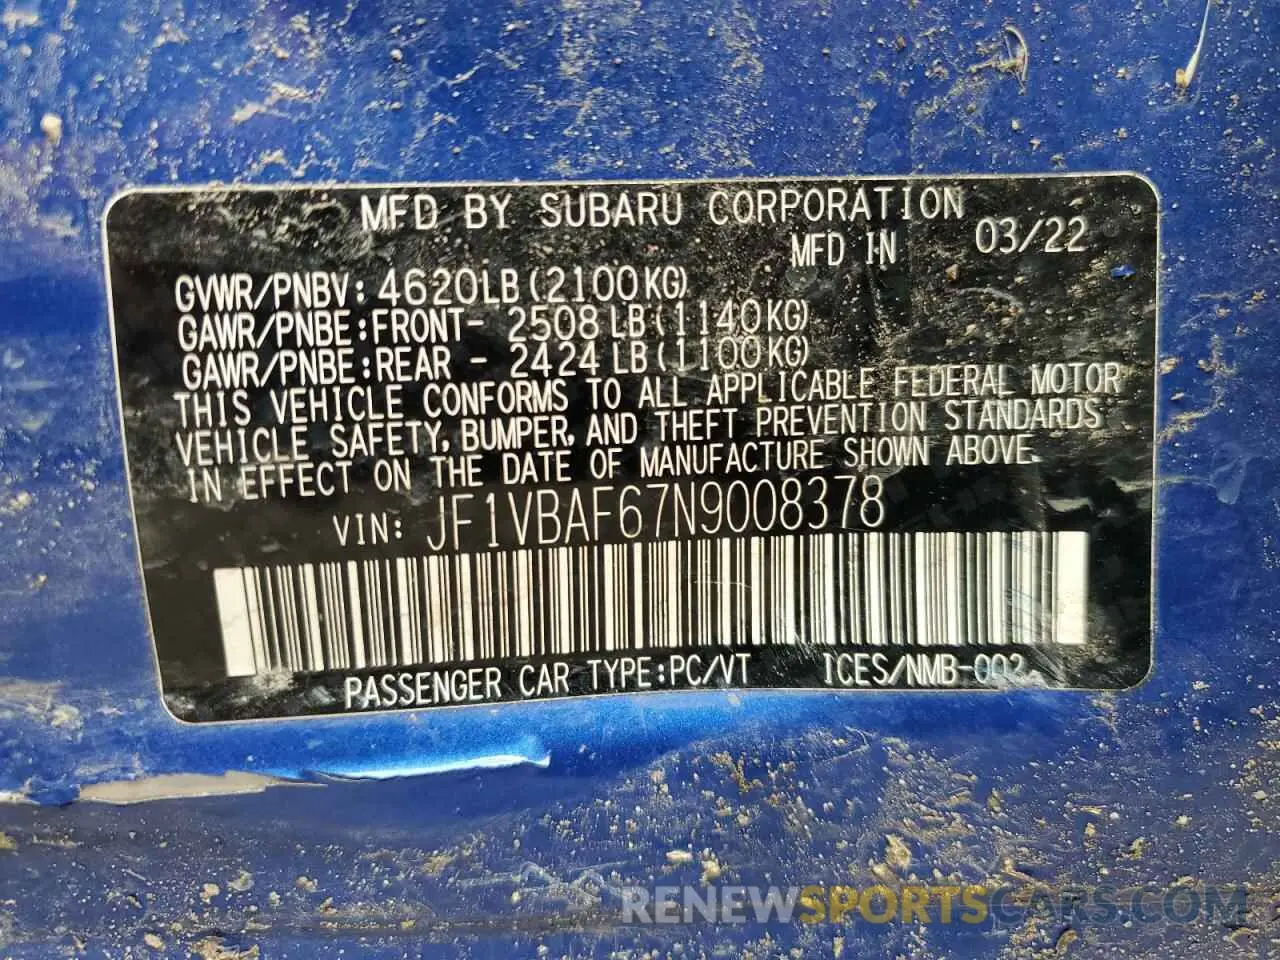 MFD BY SUBARU CORPORATION
MFD IN 03/22
GVWR/PNBV: 4620LB (2100KG)
GAWR/PNBE:FRONT- 2508 LB (1140KG)
GAWR/PNBE:REAR - 2424 LB (1100KG)
THIS VEHICLE CONFORMS TO ALL APPLICABLE FEDERAL MOTOR
VEHICLE SAFETY, BUMPER, AND THEFT PREVENTION STANDARDS
IN EFFECT ON THE DATE OF MANUFACTURE SHOWN ABOVE.
VIN: JF1VBAF67N9008378
PASSENGER CAR TYPE:PC/VT ICES/NMB-002
RENEWSPORTSCARS.COM